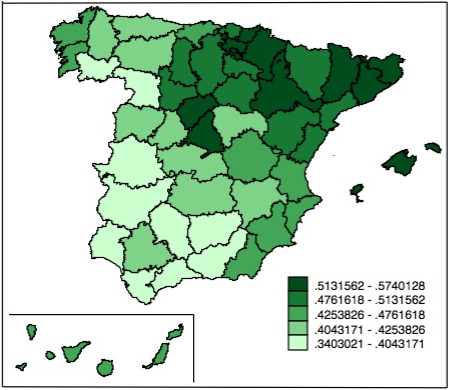 .5131562 - .5740128
.4761618 - .5131562
.4253826 - .4761618
.4043171 - .4253826
.3403021 - .4043171